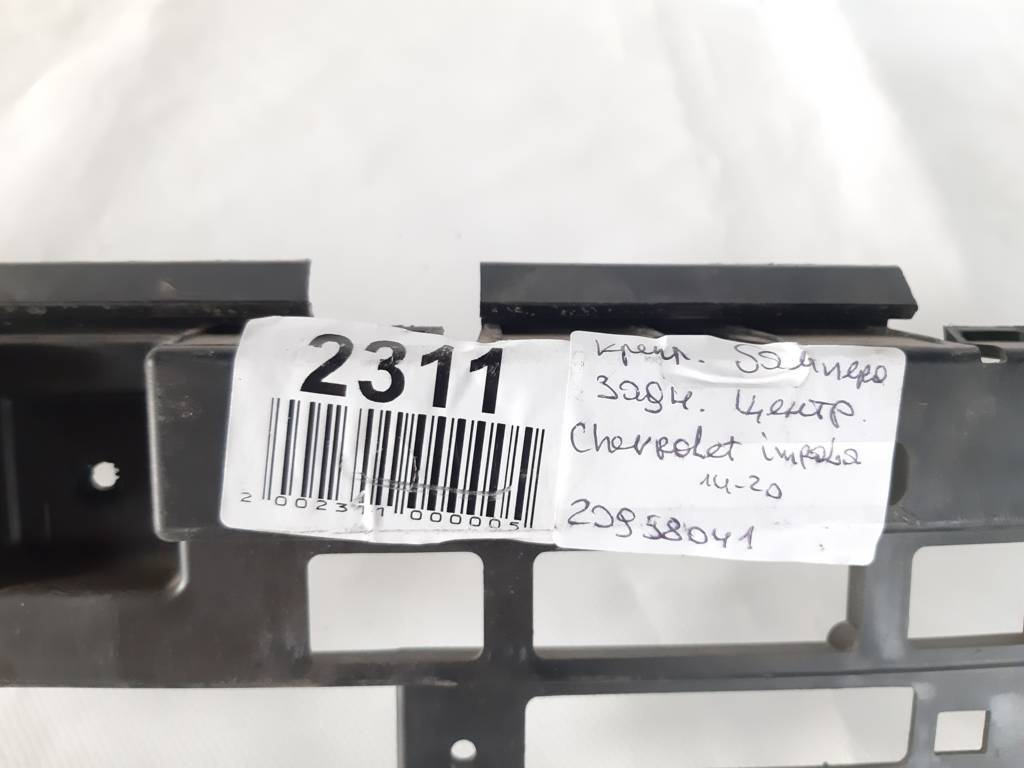 2311
2 002311 000005
крепл. бампера
задн. центр.
Chevrolet impala
14-20
20958041